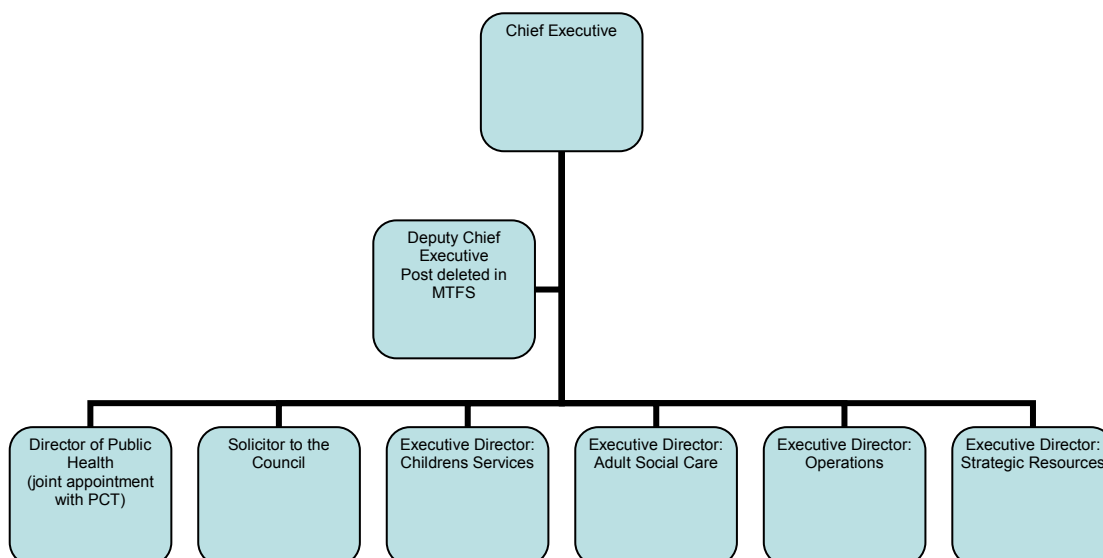 Chief Executive
Deputy Chief
Executive
Post deleted in
MTFS
Director of Public
Health
(joint appointment
with PCT)
Solicitor to the
Council
Executive Director:
Childrens Services
Executive Director:
Adult Social Care
Executive Director:
Operations
Executive Director:
Strategic Resources